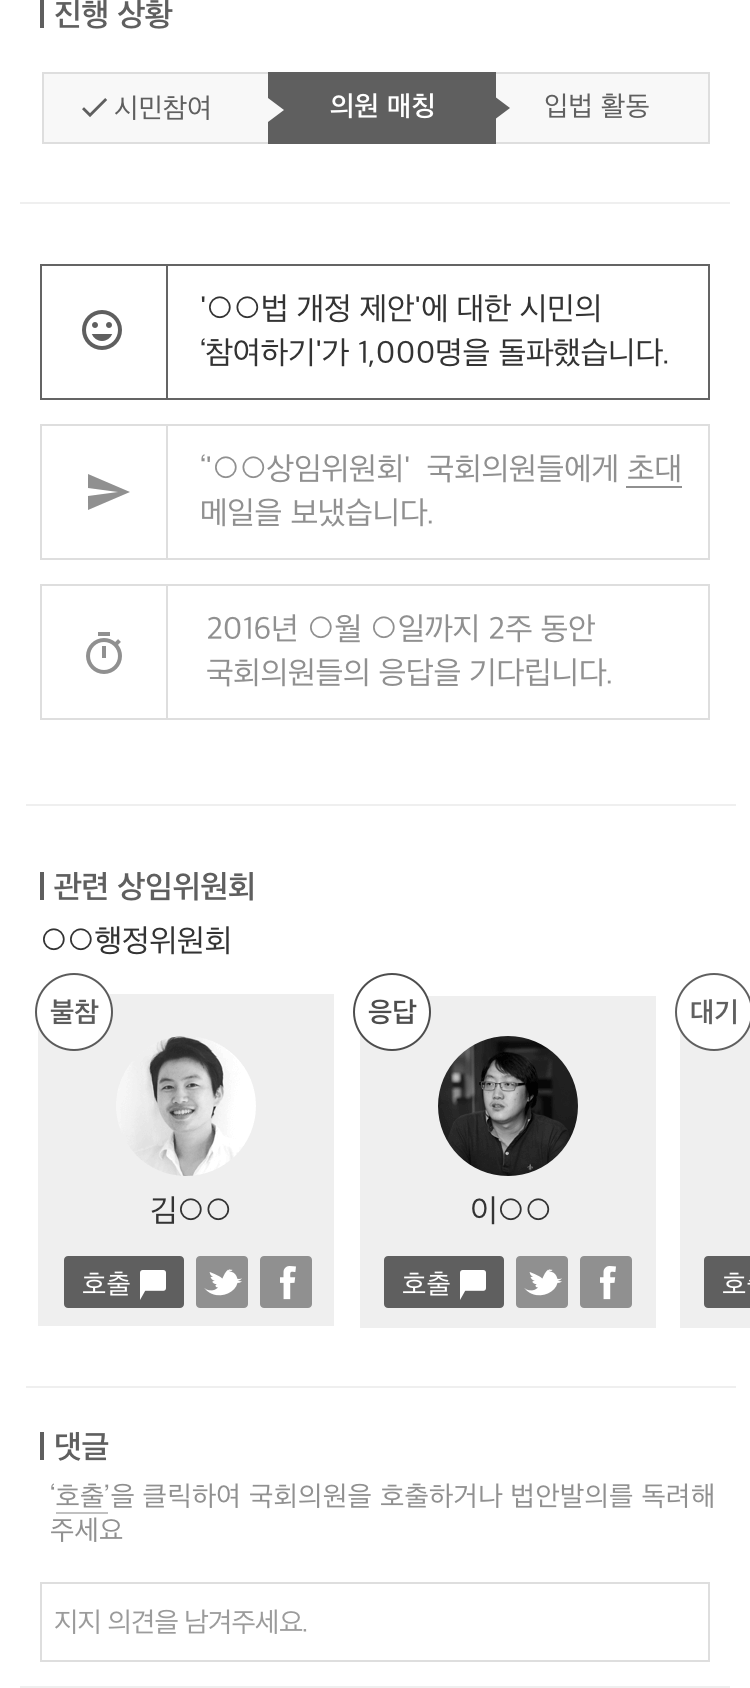 진행 상황
시민참여
의원 매칭
입법 활동
'○○법 개정 제안'에 대한 시민의
‘참여하기'가 1,000명을 돌파했습니다.
‘'○○상임위원회' 국회의원들에게 초대
메일을 보냈습니다.
2016년 ○월 ○일까지 2주 동안
국회의원들의 응답을 기다립니다.
관련 상임위원회
○○행정위원회
불참
응답
대기
김○○
이○○
호출
호출
댓글
‘호출’을 클릭하여 국회의원을 호출하거나 법안발의를 독려해
주세요
지지 의견을 남겨주세요.